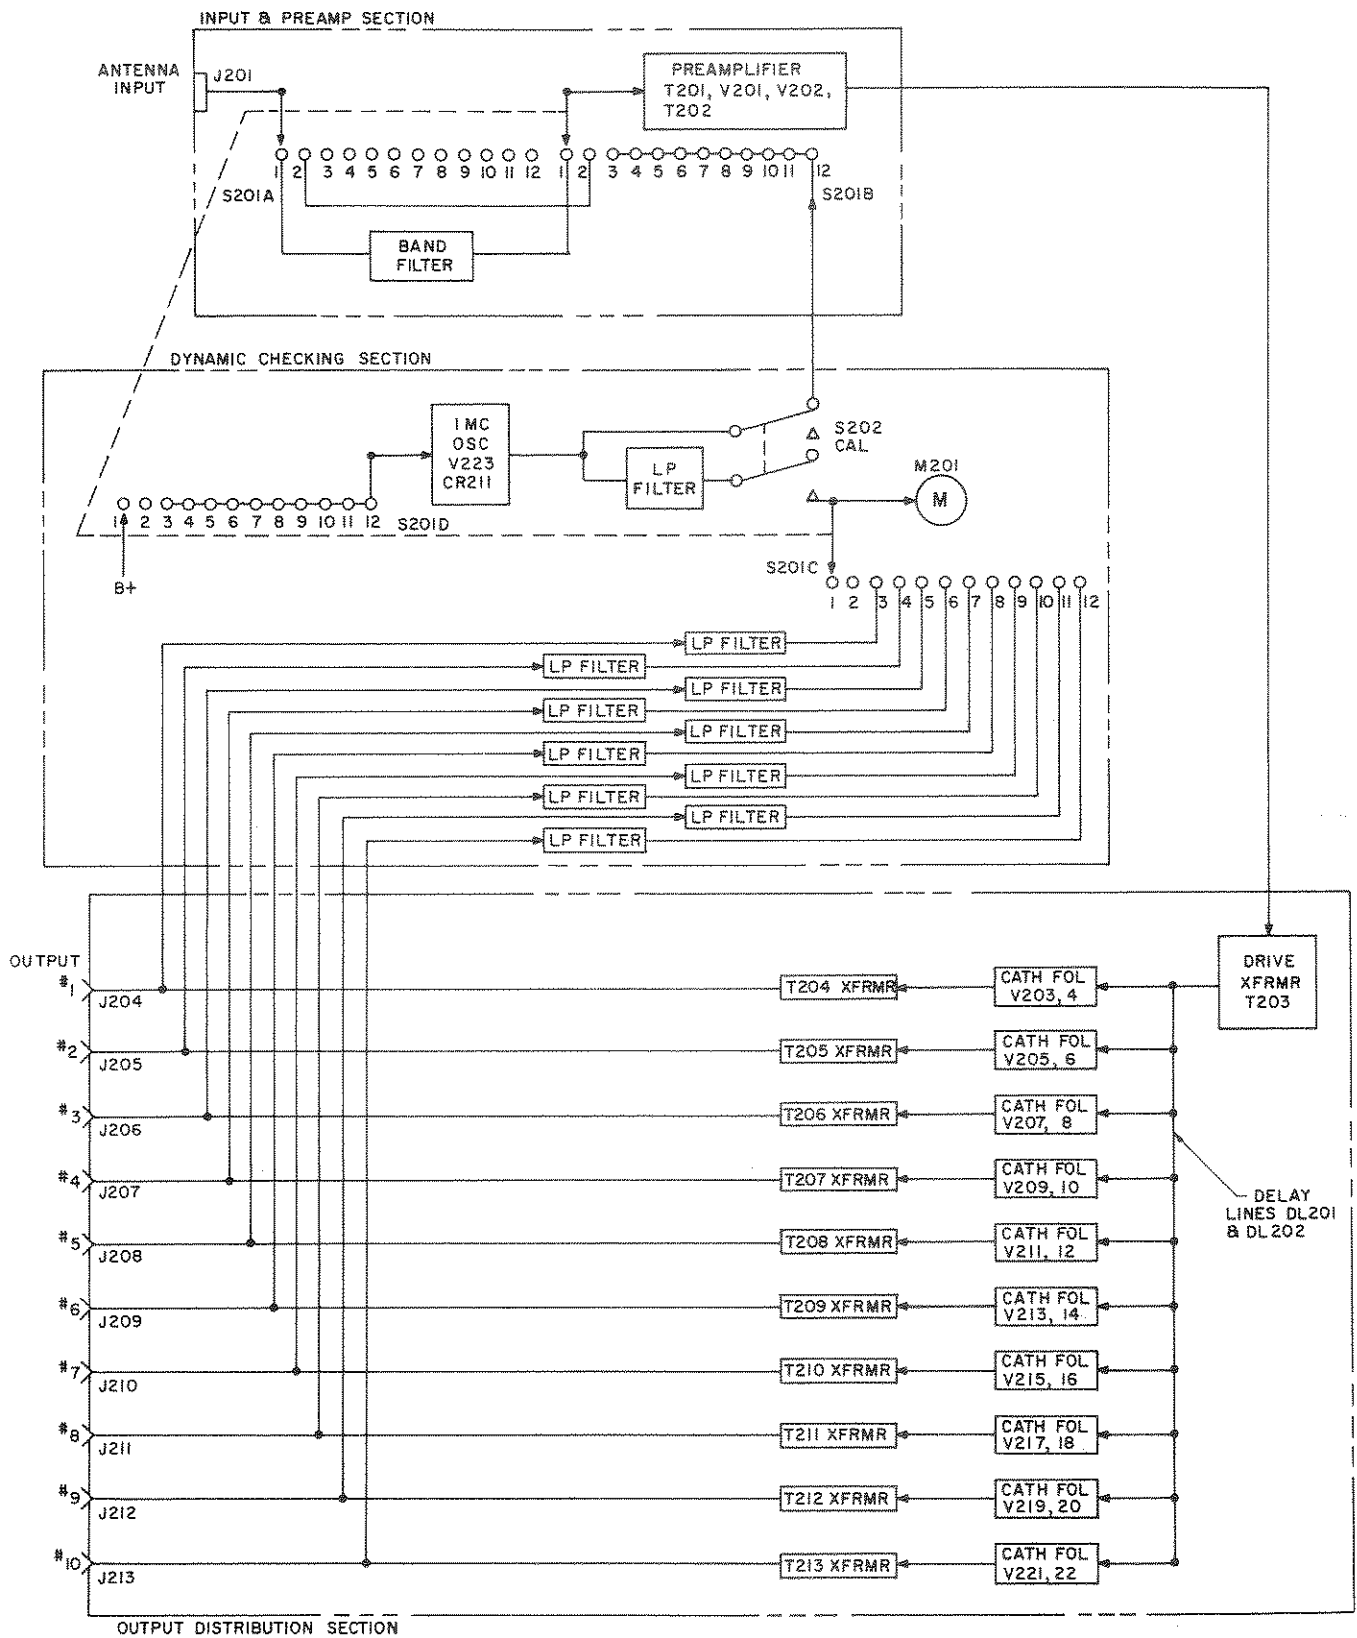 INPUT & PREAMP SECTION
ANTENNA
INPUT
J201
PREAMPLIFIER
T201, V201, V202,
T202
1 2 3 4 5 6 7 8 9 10 11 12
1 2 3 4 5 6 7 8 9 10 11 12
S201A
S201B
BAND
FILTER
DYNAMIC CHECKING SECTION
1MC
OSC
V223
CR211
LP
FILTER
S202
CAL
M201
M
1 2 3 4 5 6 7 8 9 10 11 12
S201D
B+
S201C
1 2 3 4 5 6 7 8 9 10 11 12
LP FILTER
LP FILTER
LP FILTER
LP FILTER
LP FILTER
LP FILTER
LP FILTER
LP FILTER
LP FILTER
LP FILTER
OUTPUT
#1
J204
T204 XFRMR
CATH FOL
V203, 4
DRIVE
XFRMR
T203
#2
J205
T205 XFRMR
CATH FOL
V205, 6
#3
J206
T206 XFRMR
CATH FOL
V207, 8
#4
J207
T207 XFRMR
CATH FOL
V209, 10
DELAY
LINES DL201
& DL202
#5
J208
T208 XFRMR
CATH FOL
V211, 12
#6
J209
T209 XFRMR
CATH FOL
V213, 14
#7
J210
T210 XFRMR
CATH FOL
V215, 16
#8
J211
T211 XFRMR
CATH FOL
V217, 18
#9
J212
T212 XFRMR
CATH FOL
V219, 20
#10
J213
T213 XFRMR
CATH FOL
V221, 22
OUTPUT DISTRIBUTION SECTION